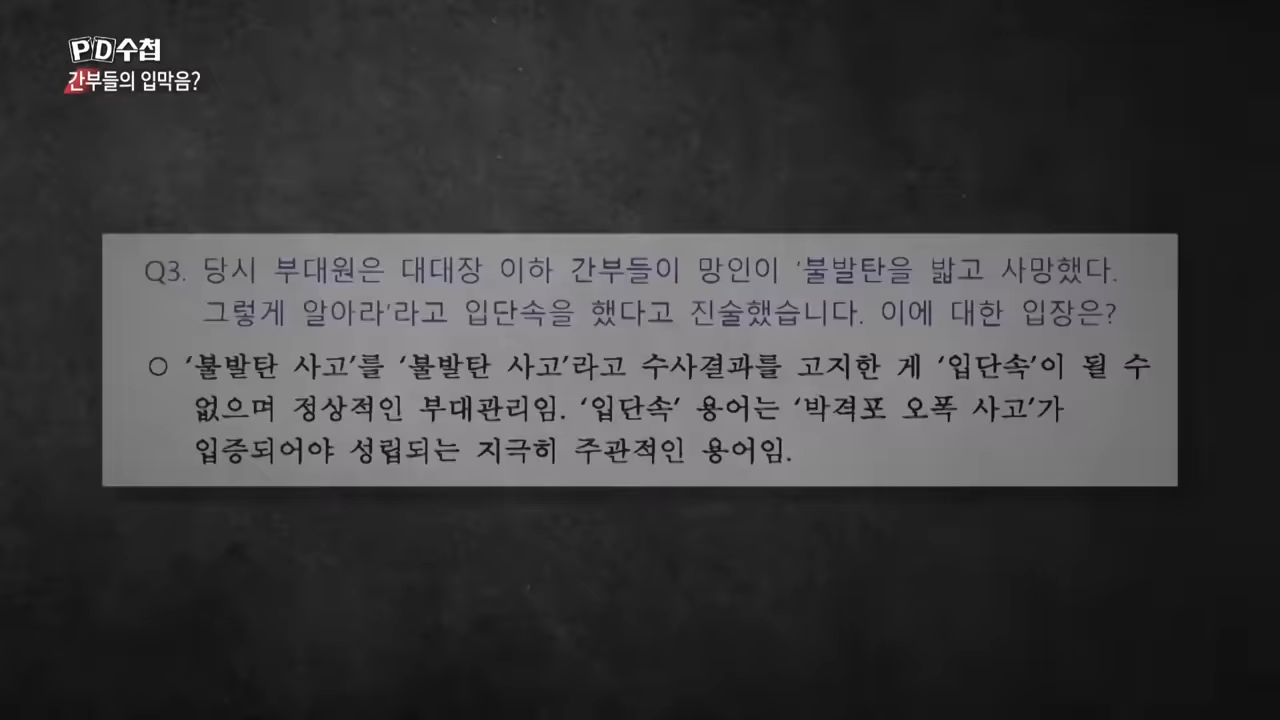 PD수첩
간부들의 입막음?
Q3. 당시 부대원은 대대장 이하 간부들이 망인이 '불발탄을 밟고 사망했다.
그렇게 알아라'라고 입단속을 했다고 진술했습니다. 이에 대한 입장은?
○ '불발탄 사고'를 '불발탄 사고'라고 수사결과를 고지한 게 '입단속'이 될 수
없으며 정상적인 부대관리임. '입단속' 용어는 '박격포 오폭 사고'가
입증되어야 성립되는 지극히 주관적인 용어임.